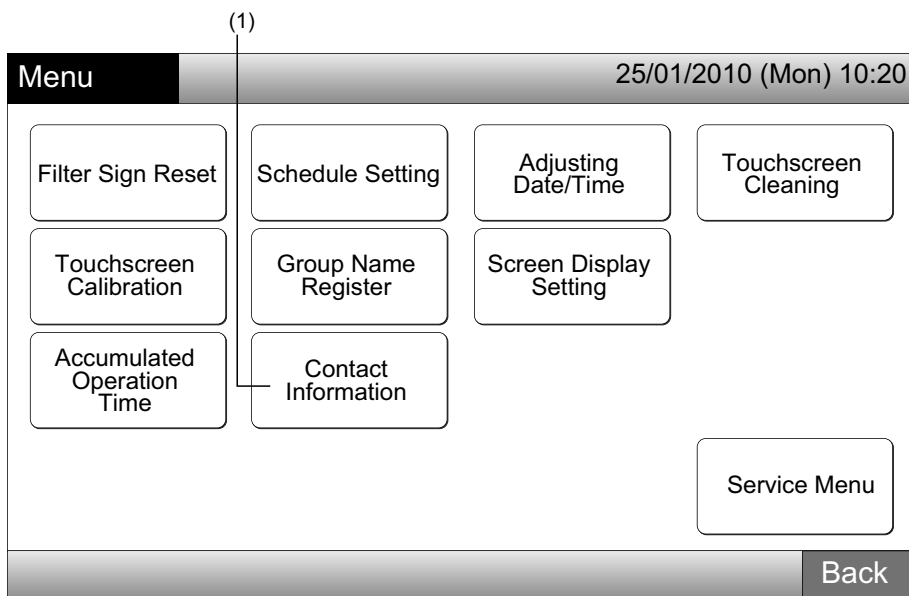 (1)
Menu
25/01/2010 (Mon) 10:20
Filter Sign Reset
Schedule Setting
Adjusting
Date/Time
Touchscreen
Cleaning
Touchscreen
Calibration
Group Name
Register
Screen Display
Setting
Accumulated
Operation
Time
Contact
Information
Service Menu
Back